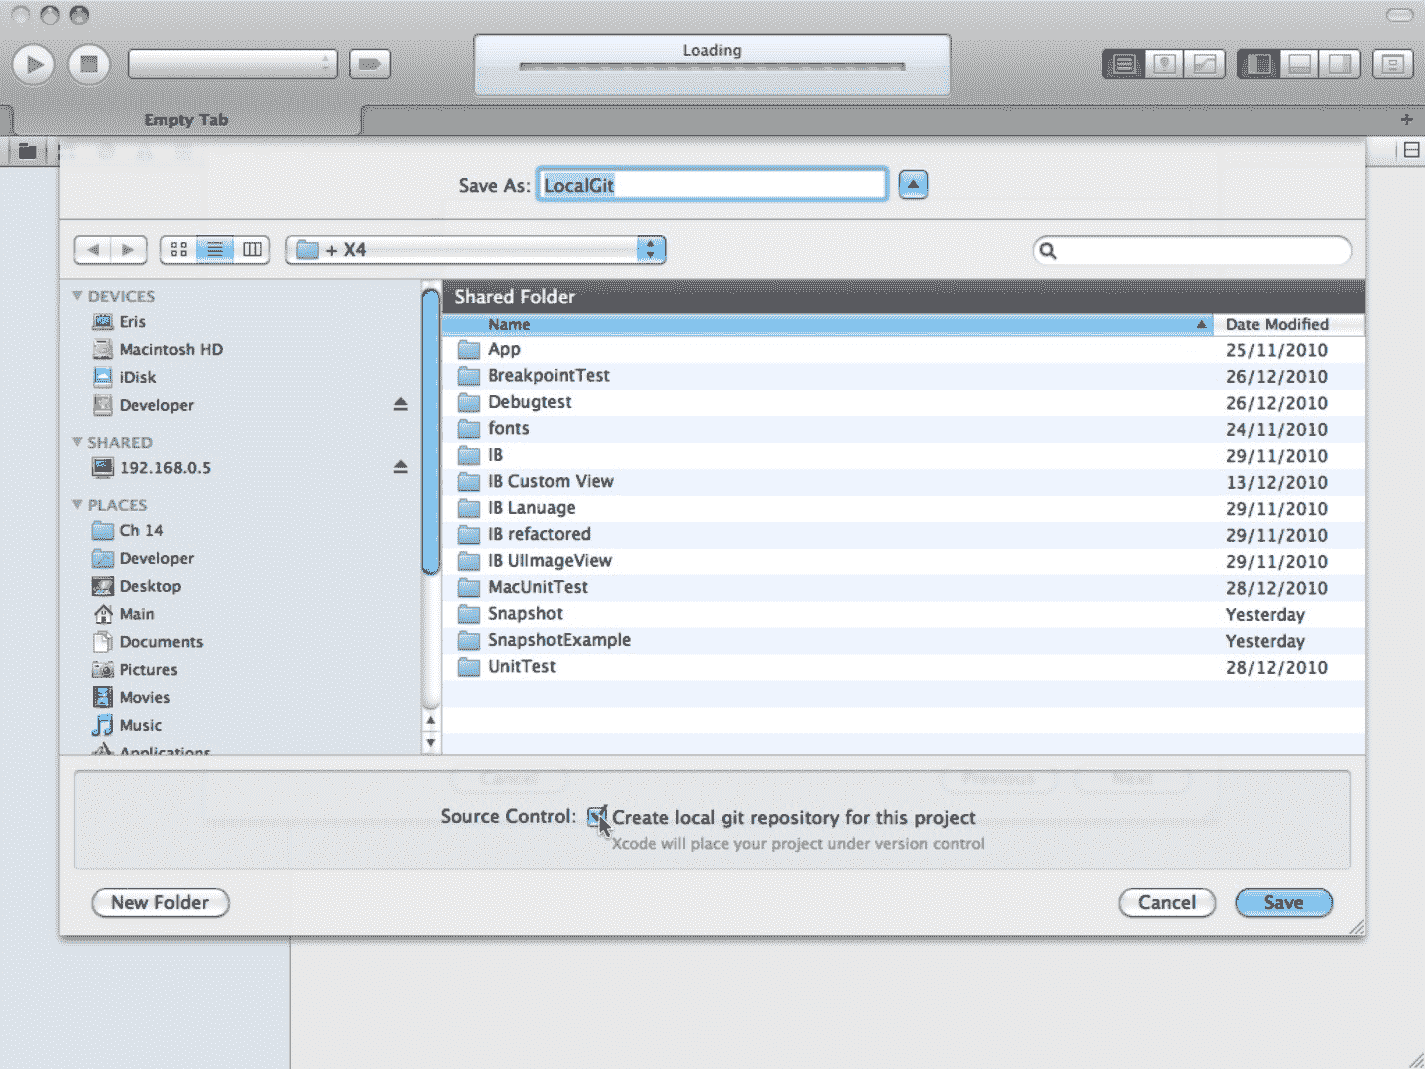 Loading
Empty Tab
Save As: LocalGit
+ X4
DEVICES
Eris
Macintosh HD
iDisk
Developer
SHARED
192.168.0.5
PLACES
Ch 14
Developer
Desktop
Main
Documents
Pictures
Movies
Music
Applications
Shared Folder
Name Date Modified
App 25/11/2010
BreakpointTest 26/12/2010
Debugtest 26/12/2010
fonts 24/11/2010
IB 29/11/2010
IB Custom View 13/12/2010
IB Lanuage 29/11/2010
IB refactored 29/11/2010
IB UIImageView 29/11/2010
MacUnitTest 28/12/2010
Snapshot Yesterday
SnapshotExample Yesterday
UnitTest 28/12/2010
Cancel Previous Next
Source Control: Create local git repository for this project
Xcode will place your project under version control
New Folder Cancel Save